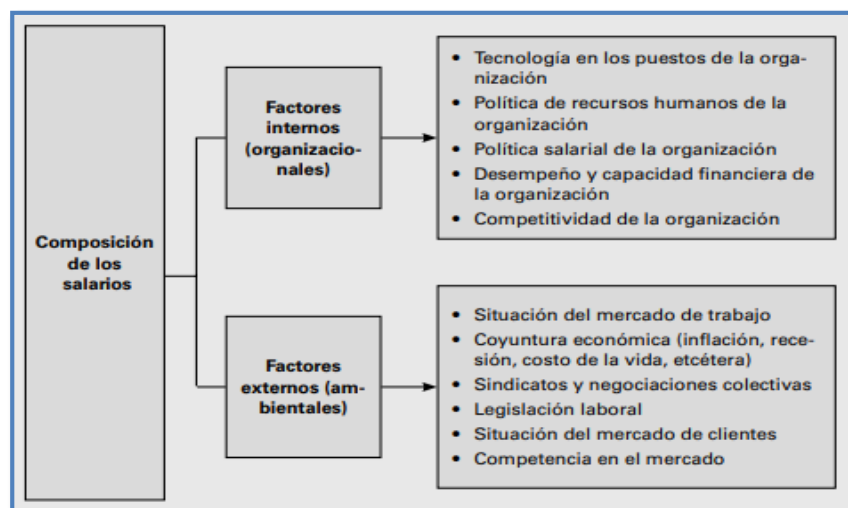 Composición
de los
salarios
Factores
internos
(organizacio-
nales)
• Tecnología en los puestos de la orga-
nización
• Política de recursos humanos de la
organización
• Política salarial de la organización
• Desempeño y capacidad financiera de
la organización
• Competitividad de la organización
Factores
externos (am-
bientales)
• Situación del mercado de trabajo
• Coyuntura económica (inflación, rece-
sión, costo de la vida, etcétera)
• Sindicatos y negociaciones colectivas
• Legislación laboral
• Situación del mercado de clientes
• Competencia en el mercado